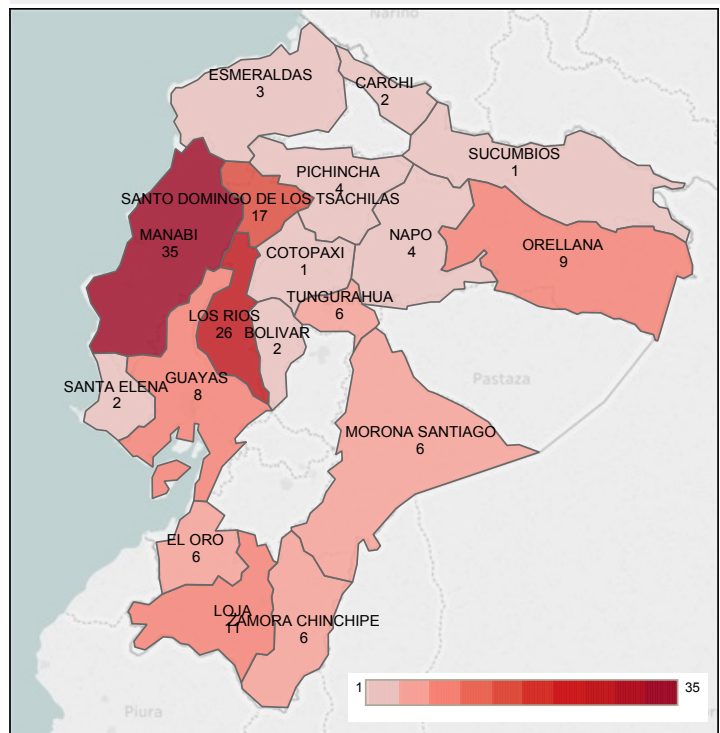 Nariño
ESMERALDAS
3
CARCHI
2
SUCUMBIOS
1
PICHINCHA
4
SANTO DOMINGO DE LOS TSACHILAS
17
MANABI
35
NAPO
4
ORELLANA
9
COTOPAXI
1
TUNGURAHUA
6
LOS RIOS
26
BOLIVAR
2
SANTA ELENA
2
GUAYAS
8
Pastaza
MORONA SANTIAGO
6
EL ORO
6
LOJA
11
ZAMORA CHINCHIPE
6
1
35
Piura